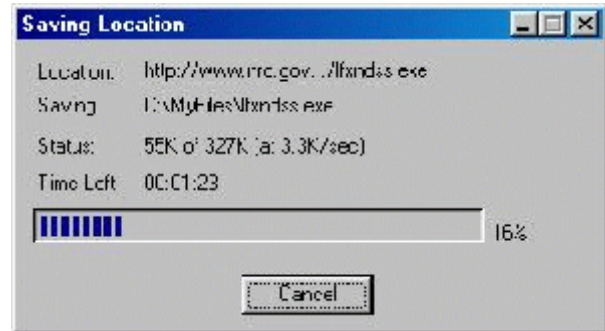 Saving Location
Location: http://www.nrc.gov.../lfxndss.exe
Saving C:\MyFiles\lfxndss.exe
Status: 55K of 327K (at 3.3K/sec)
Time Left 00:01:23
16%
Cancel